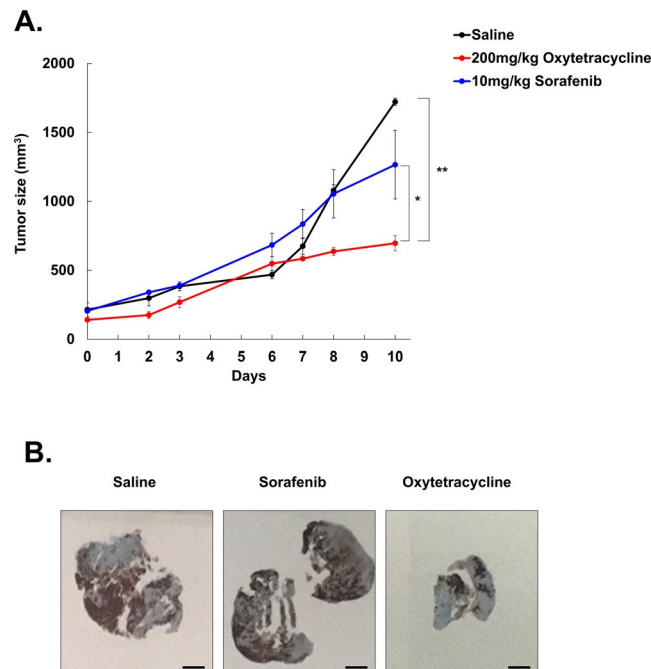 A.
Saline
200mg/kg Oxytetracycline
10mg/kg Sorafenib
2000
1500
1000
500
0
Tumor size (mm³)
**
*
0 1 2 3 4 5 6 7 8 9 10
Days
B.
Saline Sorafenib Oxytetracycline